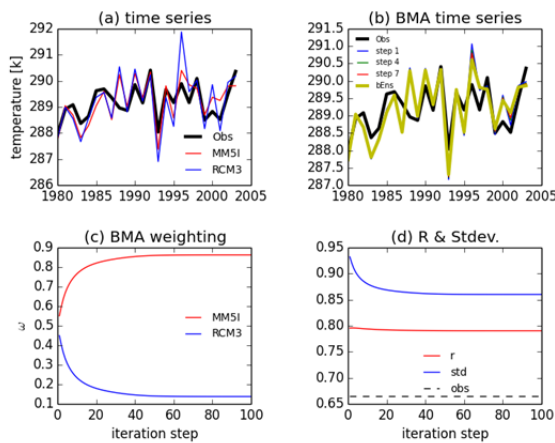 (a) time series
temperature [k]
292
291
290
289
288
287
286
1980 1985 1990 1995 2000 2005
Obs
MM5I
RCM3
(b) BMA time series
291.5
291.0
290.5
290.0
289.5
289.0
288.5
288.0
287.5
287.0
1980 1985 1990 1995 2000 2005
Obs
step 1
step 4
step 7
bEns
(c) BMA weighting
ω
0.9
0.8
0.7
0.6
0.5
0.4
0.3
0.2
0.1
0 20 40 60 80 100
iteration step
MM5I
RCM3
(d) R & Stdev.
0.95
0.90
0.85
0.80
0.75
0.70
0.65
0 20 40 60 80 100
iteration step
r
std
obs